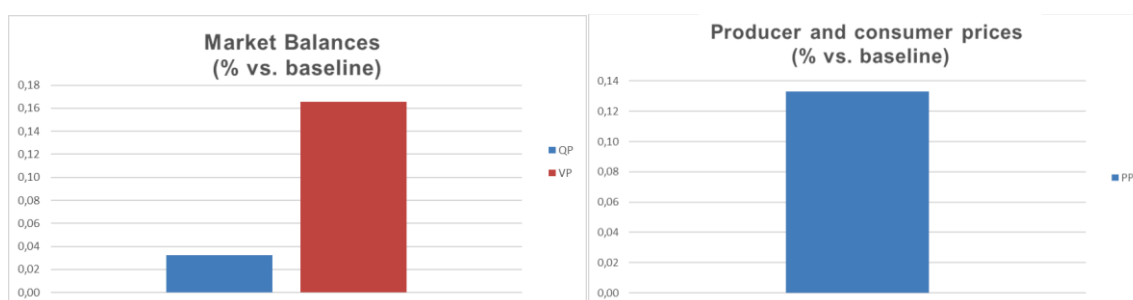 Market Balances
(% vs. baseline)
0,18
0,16
0,14
0,12
0,10
0,08
0,06
0,04
0,02
0,00
QP
VP
Producer and consumer prices
(% vs. baseline)
0,14
0,12
0,10
0,08
0,06
0,04
0,02
0,00
PP